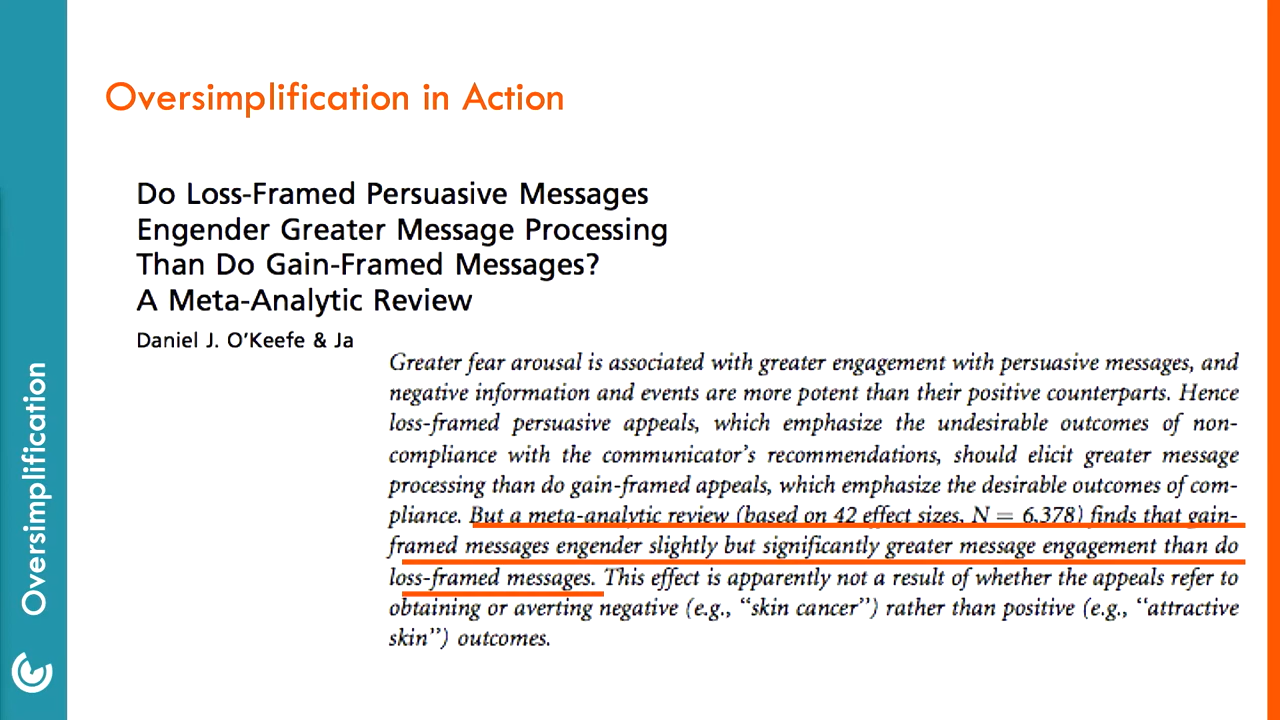 Oversimplification in Action
Do Loss-Framed Persuasive Messages
Engender Greater Message Processing
Than Do Gain-Framed Messages?
A Meta-Analytic Review
Daniel J. O'Keefe & Ja
Greater fear arousal is associated with greater engagement with persuasive messages, and
negative information and events are more potent than their positive counterparts. Hence
loss-framed persuasive appeals, which emphasize the undesirable outcomes of non-
compliance with the communicator's recommendations, should elicit greater message
processing than do gain-framed appeals, which emphasize the desirable outcomes of com-
pliance. But a meta-analytic review (based on 42 effect sizes, N = 6,378) finds that gain-
framed messages engender slightly but significantly greater message engagement than do
loss-framed messages. This effect is apparently not a result of whether the appeals refer to
obtaining or averting negative (e.g., "skin cancer") rather than positive (e.g., "attractive
skin") outcomes.
Oversimplification